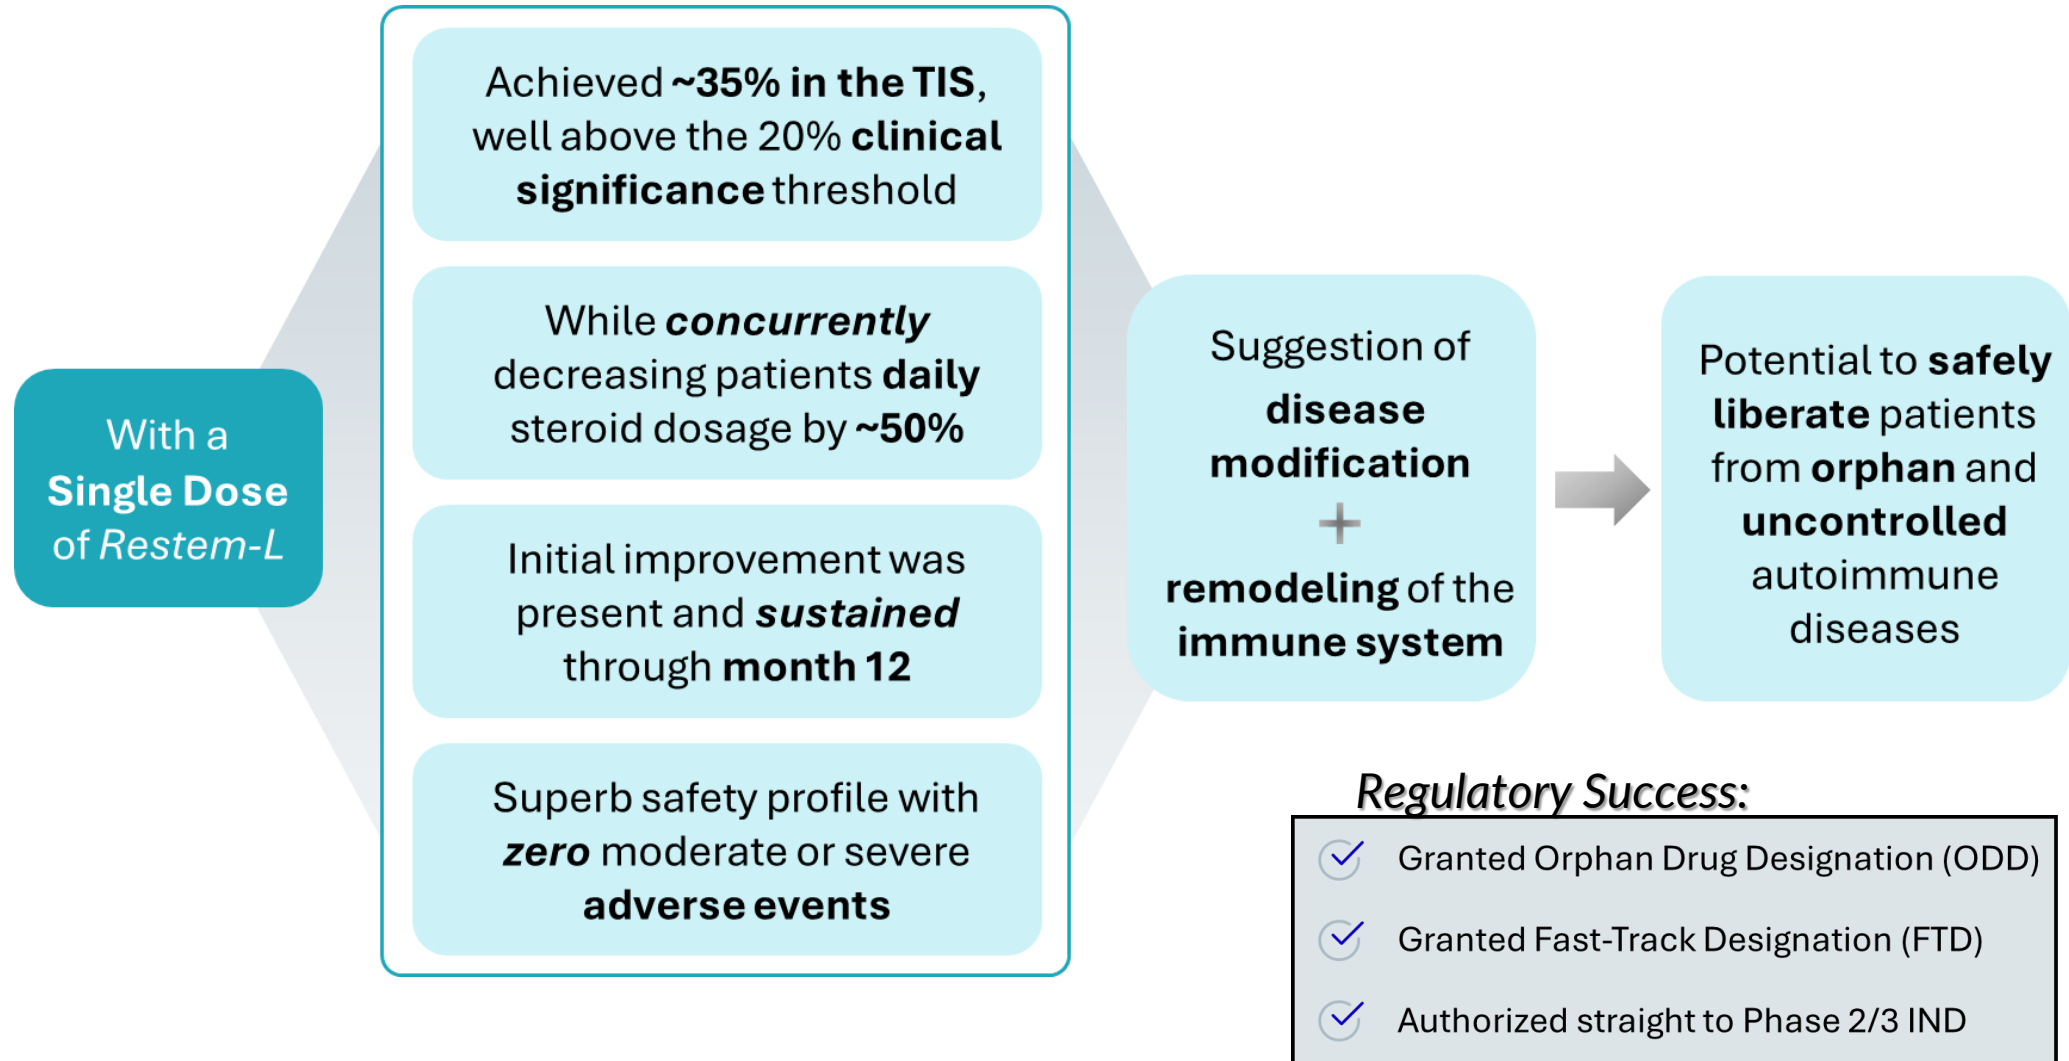 With a
Single Dose
of Restem-L
Achieved ~35% in the TIS,
well above the 20% clinical
significance threshold
While concurrently
decreasing patients daily
steroid dosage by ~50%
Initial improvement was
present and sustained
through month 12
Superb safety profile with
zero moderate or severe
adverse events
Suggestion of
disease
modification
+
remodeling of the
immune system
Potential to safely
liberate patients
from orphan and
uncontrolled
autoimmune
diseases
Regulatory Success:
Granted Orphan Drug Designation (ODD)
Granted Fast-Track Designation (FTD)
Authorized straight to Phase 2/3 IND